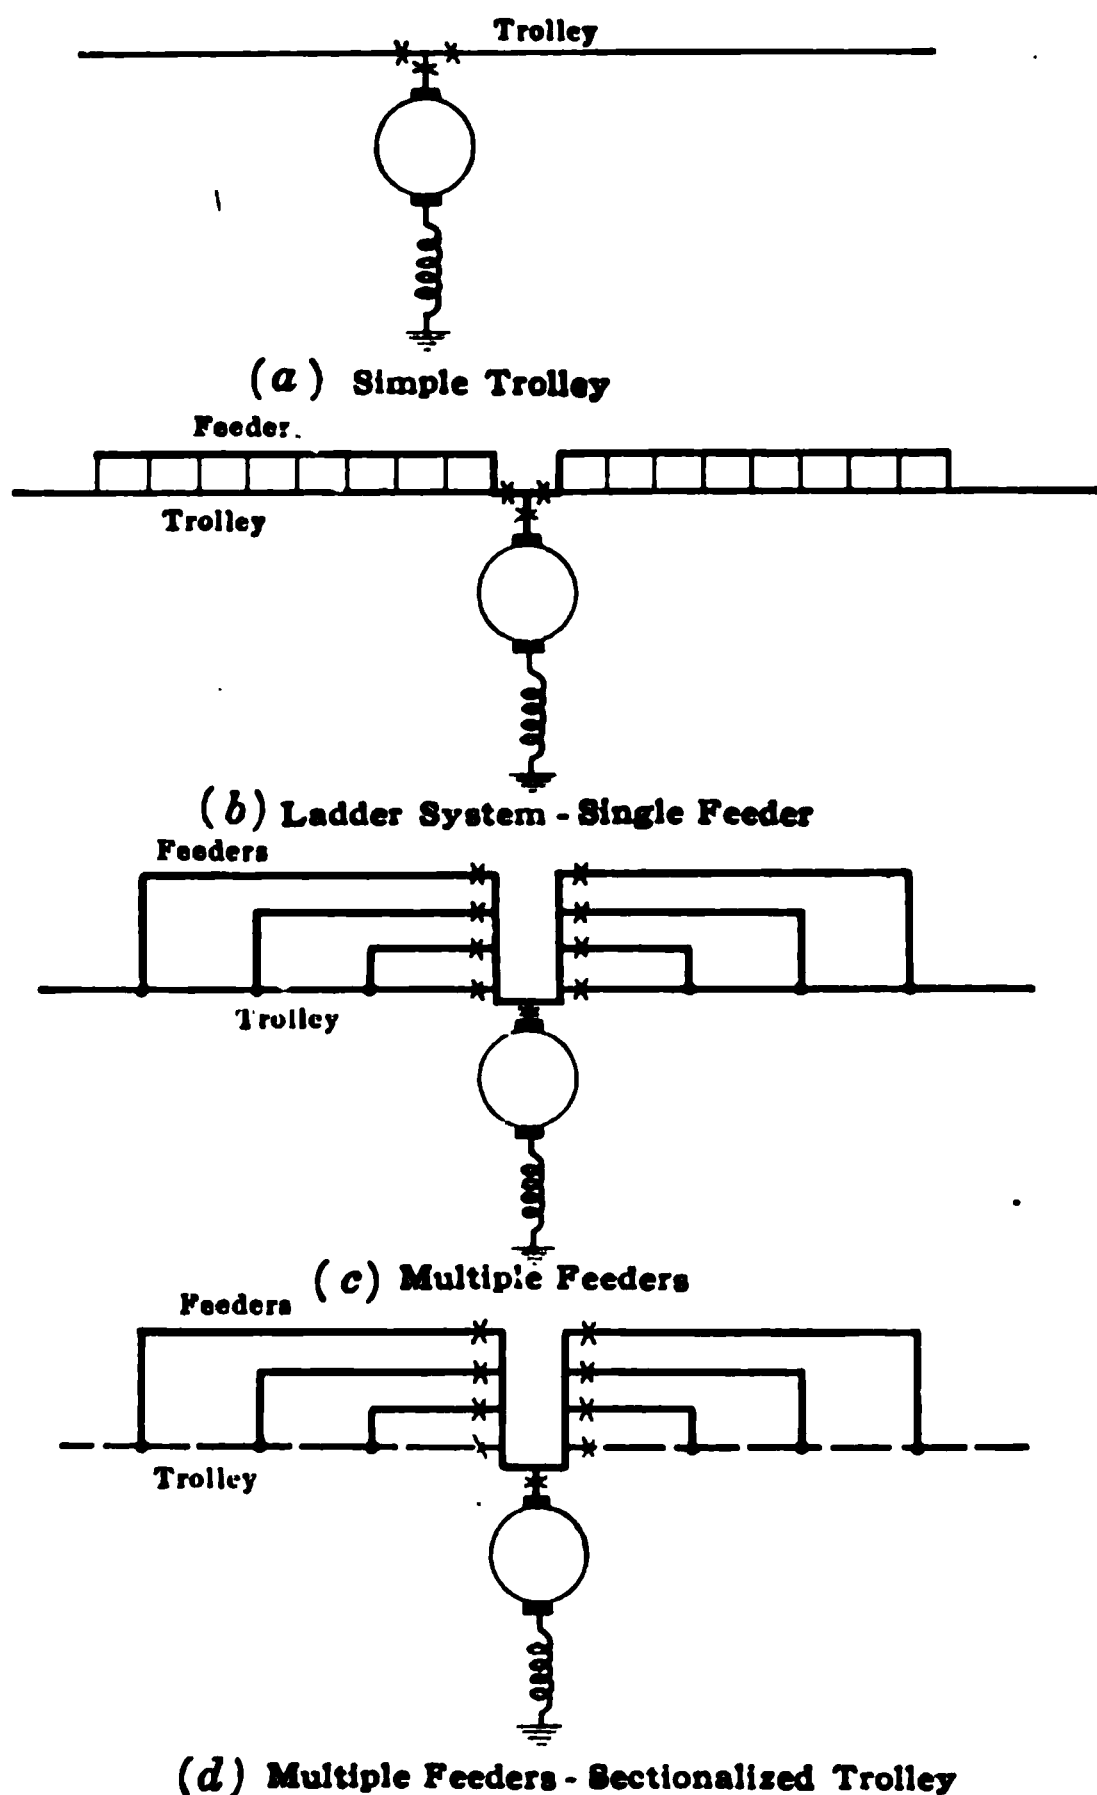 Trolley
(a) Simple Trolley
Feeder.
Trolley
(b) Ladder System - Single Feeder
Feeders
Trolley
(c) Multiple Feeders
Feeders
Trolley
(d) Multiple Feeders - Sectionalized Trolley